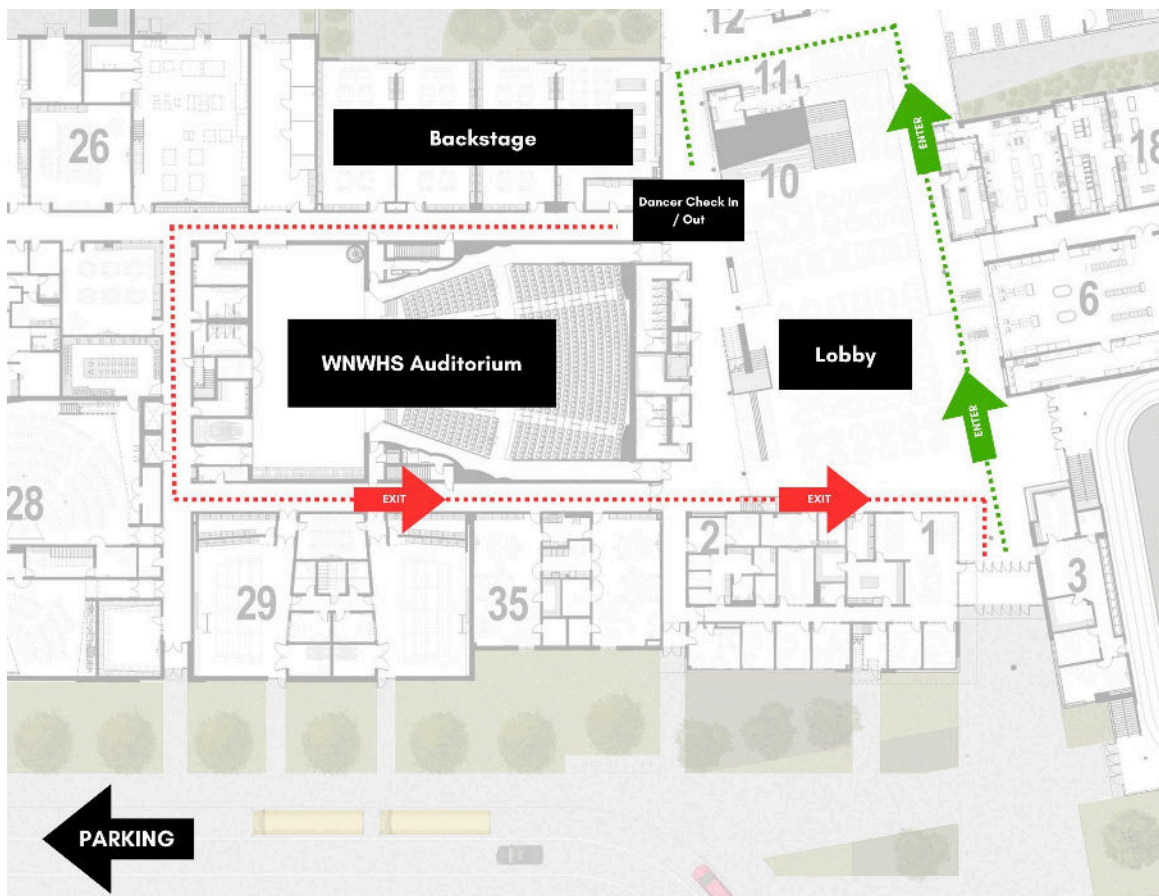 12
11
26
Backstage
ENTER
18
10
Dancer Check In
/ Out
6
WNWHS Auditorium
Lobby
ENTER
28
EXIT
EXIT
2
1
29
35
3
PARKING